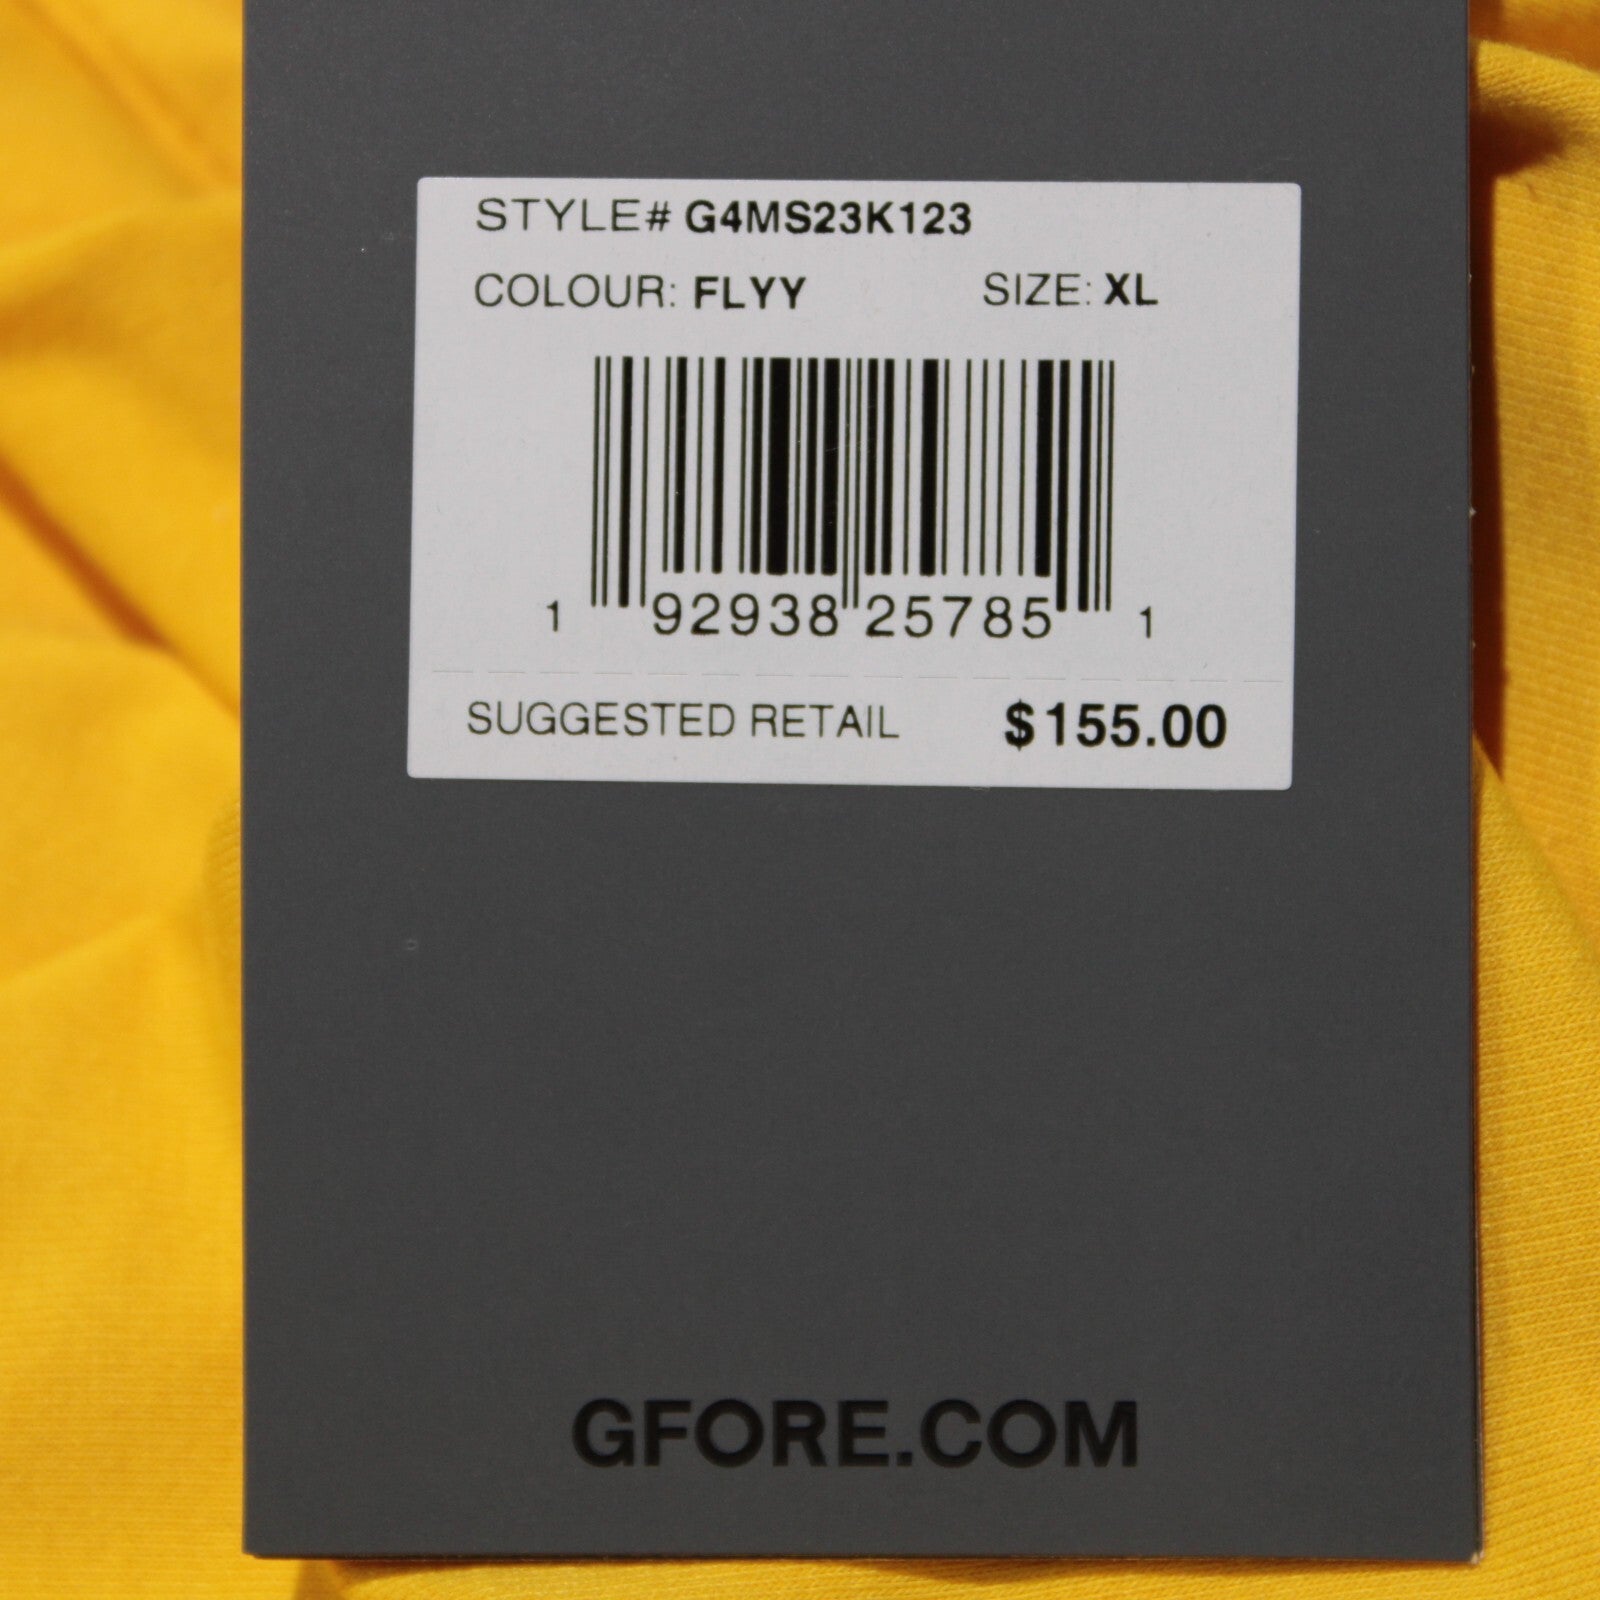 STYLE# G4MS23K123
COLOUR: FLYY SIZE: XL
1 92938 25785 1
SUGGESTED RETAIL $155.00
GFORE.COM